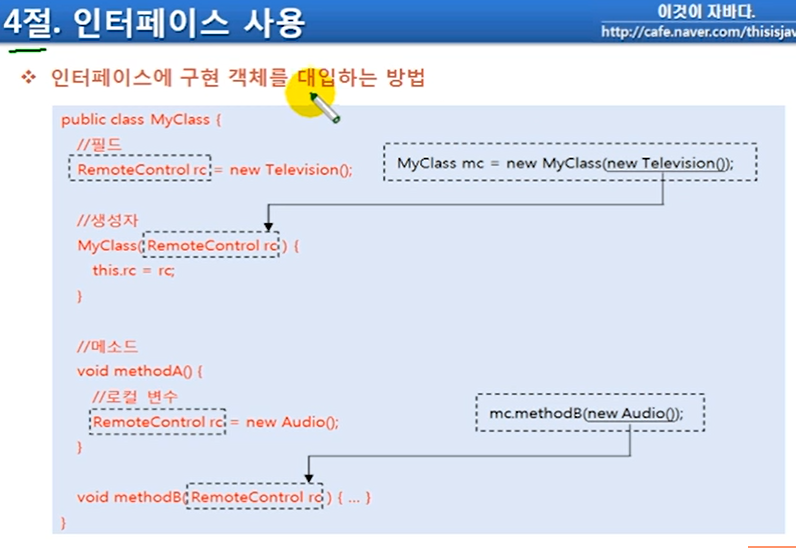 4절. 인터페이스 사용
이것이 자바다.
http://cafe.naver.com/thisisjav
❖ 인터페이스에 구현 객체를 대입하는 방법
public class MyClass {
//필드
RemoteControl rc = new Television();
MyClass mc = new MyClass(new Television());
//생성자
MyClass( RemoteControl rc ) {
this.rc = rc;
}
//메소드
void methodA() {
//로컬 변수
RemoteControl rc = new Audio();
mc.methodB(new Audio());
}
void methodB( RemoteControl rc ) { ... }
}